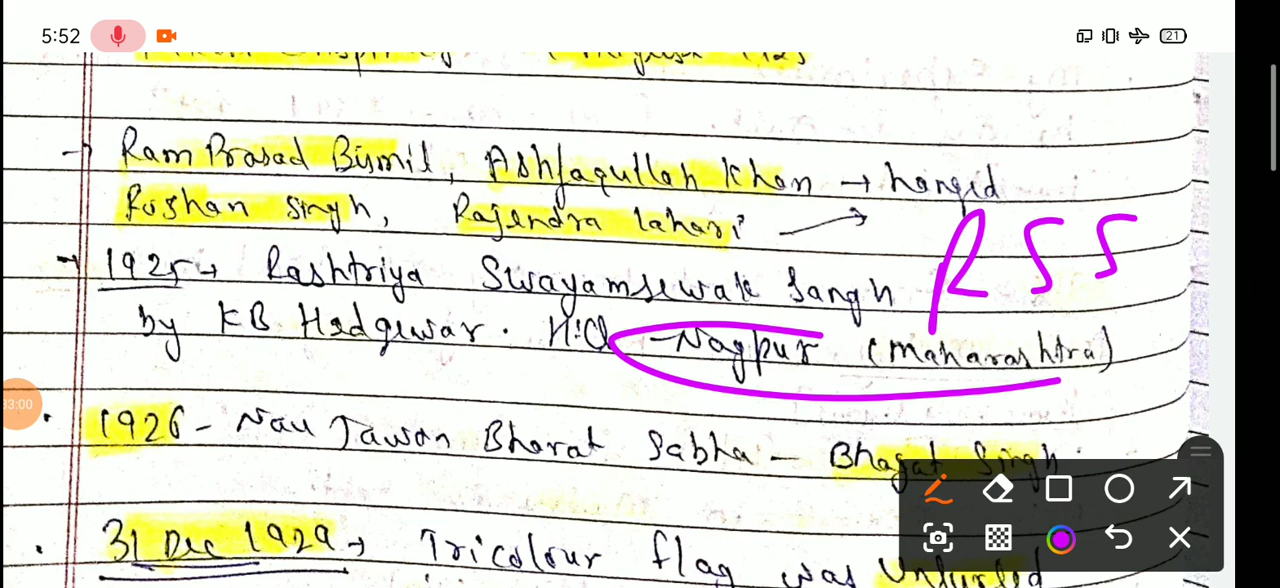 5:52
21
→ Ram Prasad Bismil, Ashfaqullah Khan → hanged
Roshan Singh, Rajendra Lahari →
→ 1925 → Rashtriya Swayamsewak Sangh RSS
by KB Hedgewar. H.Q - Nagpur (Maharashtra)
33:00
· 1926 - Nau Jawan Bharat Sabha - Bhagat Singh
· 31 Dec 1929 → Tricolour flag was Unfurled